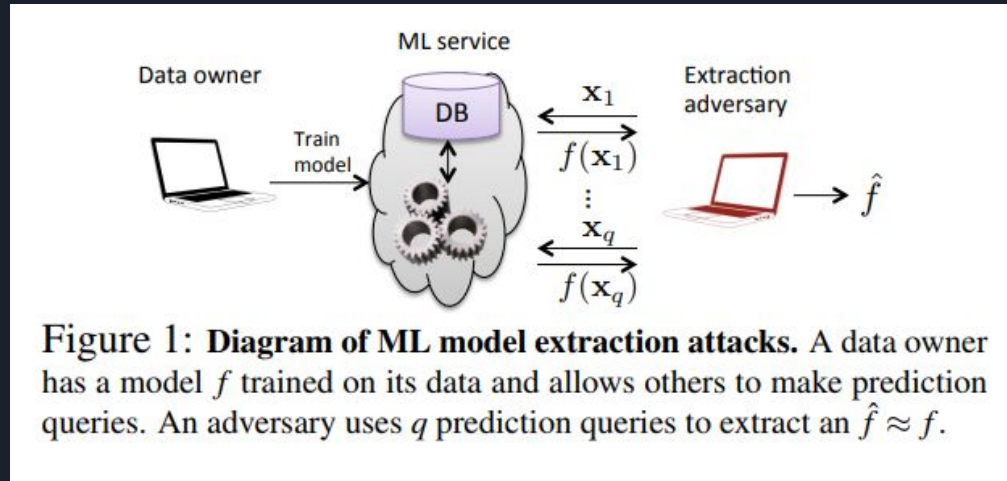 ML service
Data owner
Extraction
adversary
DB
Train
model
x₁
f(x₁)
⋮
x_q
f(x_q)
f̂
Figure 1: Diagram of ML model extraction attacks. A data owner
has a model f trained on its data and allows others to make prediction
queries. An adversary uses q prediction queries to extract an f̂ ≈ f.